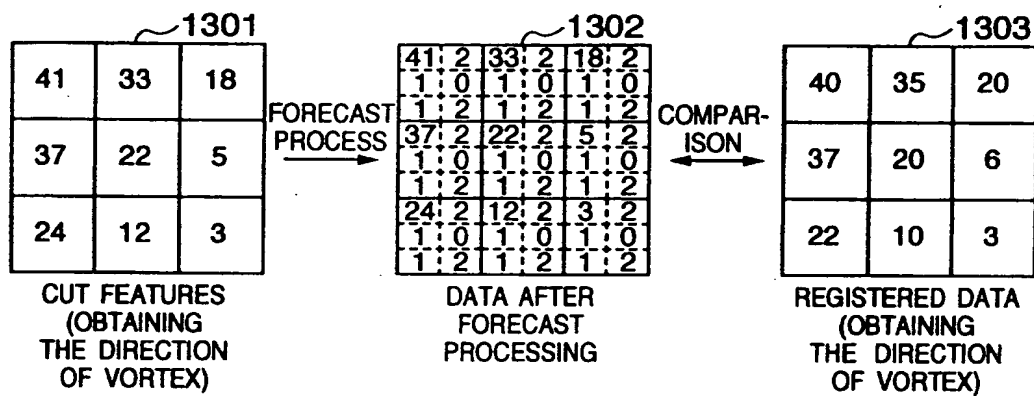 1301
41 33 18
37 22 5
24 12 3
CUT FEATURES
(OBTAINING
THE DIRECTION
OF VORTEX)
FORECAST
PROCESS
1302
41 2 33 2 18 2
1 0 1 0 1 0
1 2 1 2 1 2
37 2 22 2 5 2
1 0 1 0 1 0
1 2 1 2 1 2
24 2 12 2 3 2
1 0 1 0 1 0
1 2 1 2 1 2
DATA AFTER
FORECAST
PROCESSING
COMPAR-
ISON
1303
40 35 20
37 20 6
22 10 3
REGISTERED DATA
(OBTAINING
THE DIRECTION
OF VORTEX)